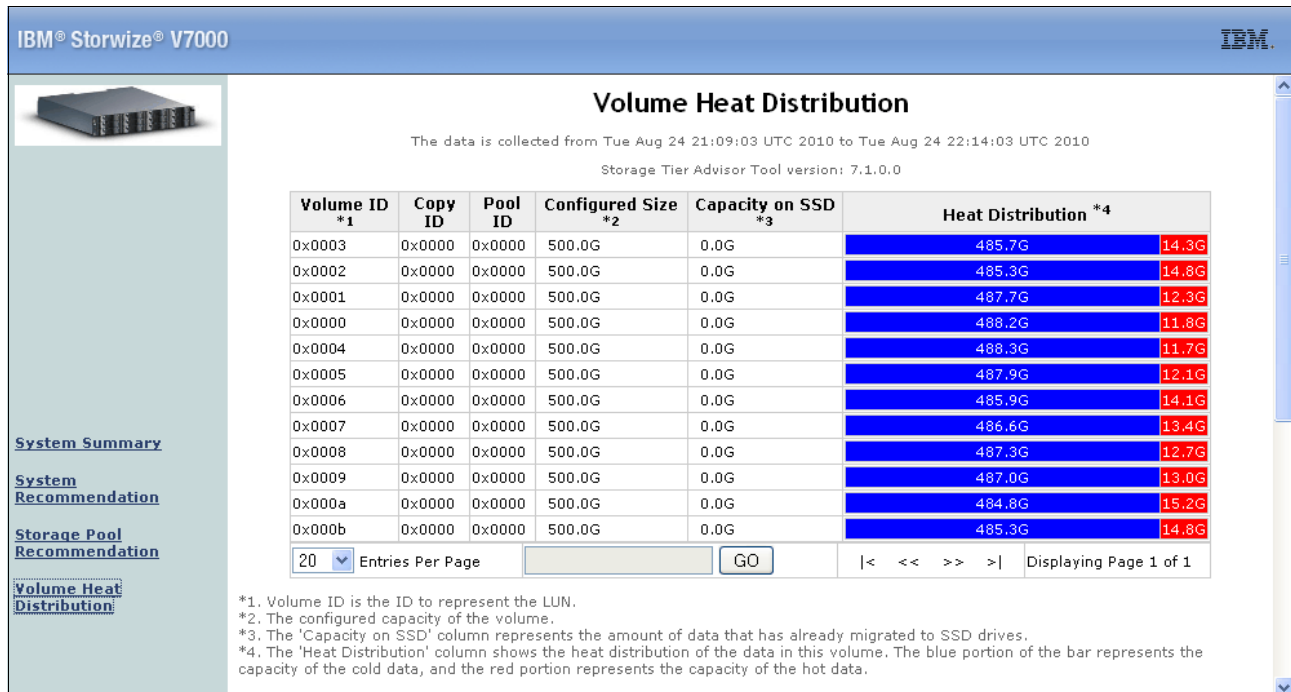 IBM® Storwize® V7000
IBM.
Volume Heat Distribution
The data is collected from Tue Aug 24 21:09:03 UTC 2010 to Tue Aug 24 22:14:03 UTC 2010
Storage Tier Advisor Tool version: 7.1.0.0
Volume ID *1 Copy ID Pool ID Configured Size *2 Capacity on SSD *3 Heat Distribution *4
0x0003 0x0000 0x0000 500.0G 0.0G 485.7G 14.3G
0x0002 0x0000 0x0000 500.0G 0.0G 485.3G 14.8G
0x0001 0x0000 0x0000 500.0G 0.0G 487.7G 12.3G
0x0000 0x0000 0x0000 500.0G 0.0G 488.2G 11.8G
0x0004 0x0000 0x0000 500.0G 0.0G 488.3G 11.7G
0x0005 0x0000 0x0000 500.0G 0.0G 487.9G 12.1G
0x0006 0x0000 0x0000 500.0G 0.0G 485.9G 14.1G
0x0007 0x0000 0x0000 500.0G 0.0G 486.6G 13.4G
0x0008 0x0000 0x0000 500.0G 0.0G 487.3G 12.7G
0x0009 0x0000 0x0000 500.0G 0.0G 487.0G 13.0G
0x000a 0x0000 0x0000 500.0G 0.0G 484.8G 15.2G
0x000b 0x0000 0x0000 500.0G 0.0G 485.3G 14.8G
20 Entries Per Page GO |< << >> >| Displaying Page 1 of 1
System Summary
System
Recommendation
Storage Pool
Recommendation
Volume Heat
Distribution
*1. Volume ID is the ID to represent the LUN.
*2. The configured capacity of the volume.
*3. The 'Capacity on SSD' column represents the amount of data that has already migrated to SSD drives.
*4. The 'Heat Distribution' column shows the heat distribution of the data in this volume. The blue portion of the bar represents the
capacity of the cold data, and the red portion represents the capacity of the hot data.